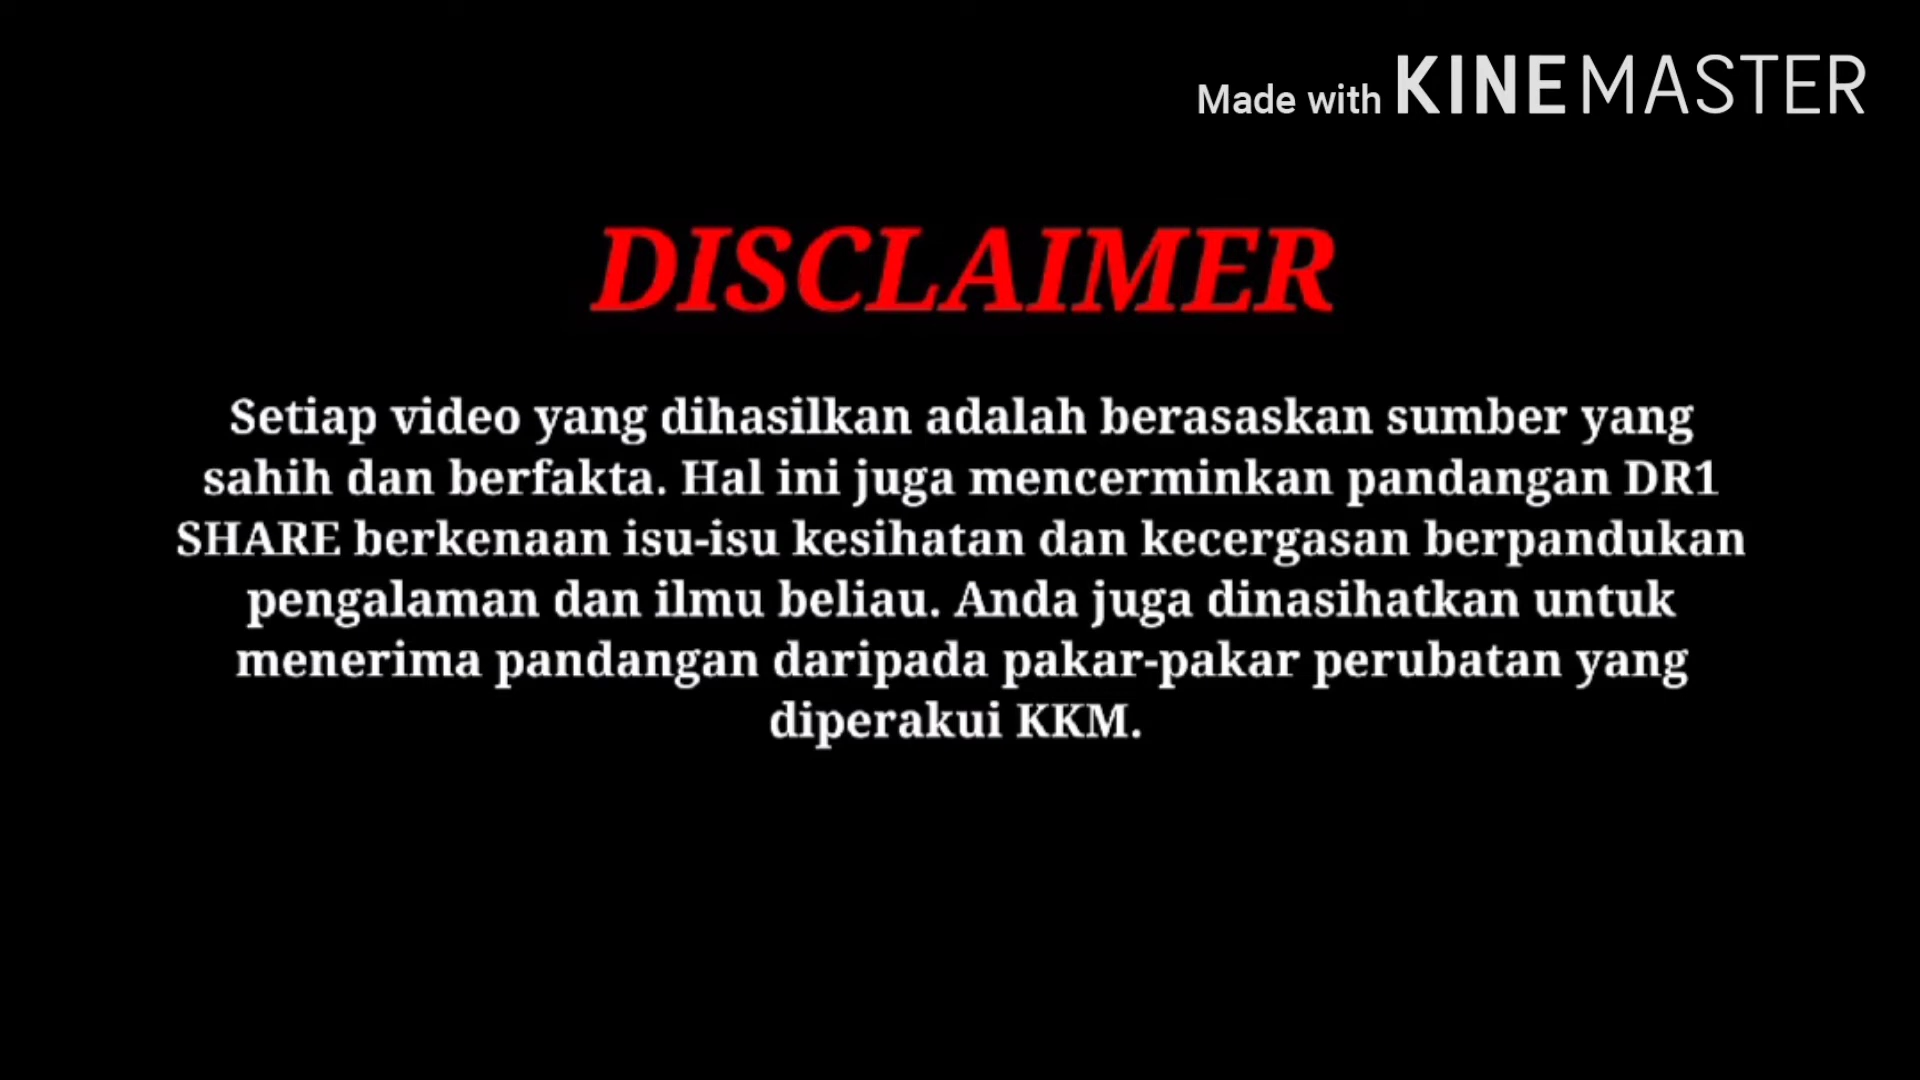 Made with KINEMASTER
DISCLAIMER
Setiap video yang dihasilkan adalah berasaskan sumber yang
sahih dan berfakta. Hal ini juga mencerminkan pandangan DR1
SHARE berkenaan isu-isu kesihatan dan kecergasan berpandukan
pengalaman dan ilmu beliau. Anda juga dinasihatkan untuk
menerima pandangan daripada pakar-pakar perubatan yang
diperakui KKM.